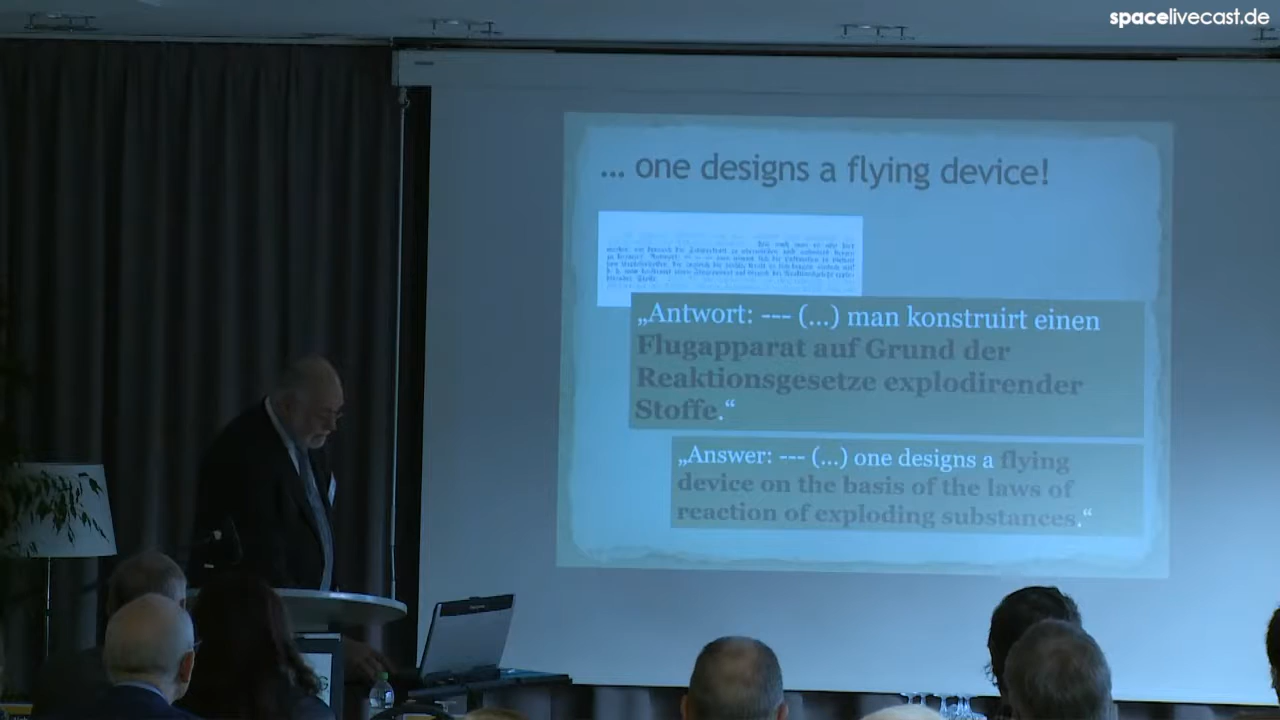 spacelivecast.de
... one designs a flying device!
„Antwort: --- (...) man konstruirt einen
Flugapparat auf Grund der
Reaktionsgesetze explodirender
Stoffe.“
„Answer: --- (...) one designs a flying
device on the basis of the laws of
reaction of exploding substances.“